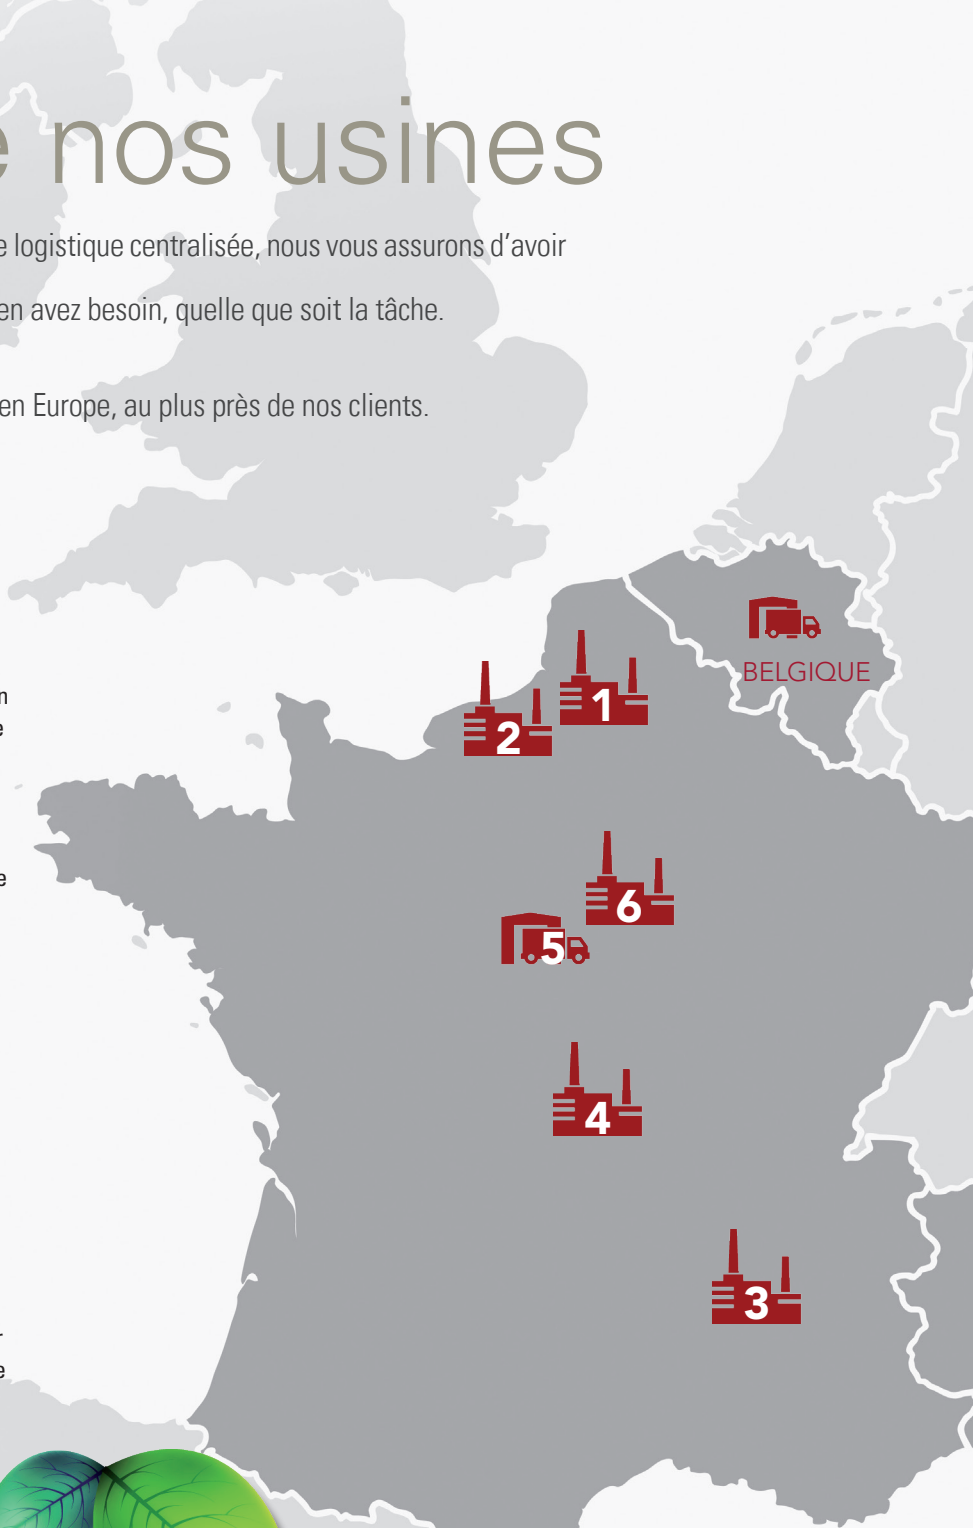 e nos usines
e logistique centralisée, nous vous assurons d’avoir
en avez besoin, quelle que soit la tâche.
en Europe, au plus près de nos clients.
n
e
BELGIQUE
1
2
e
6
5
4
3
r
e